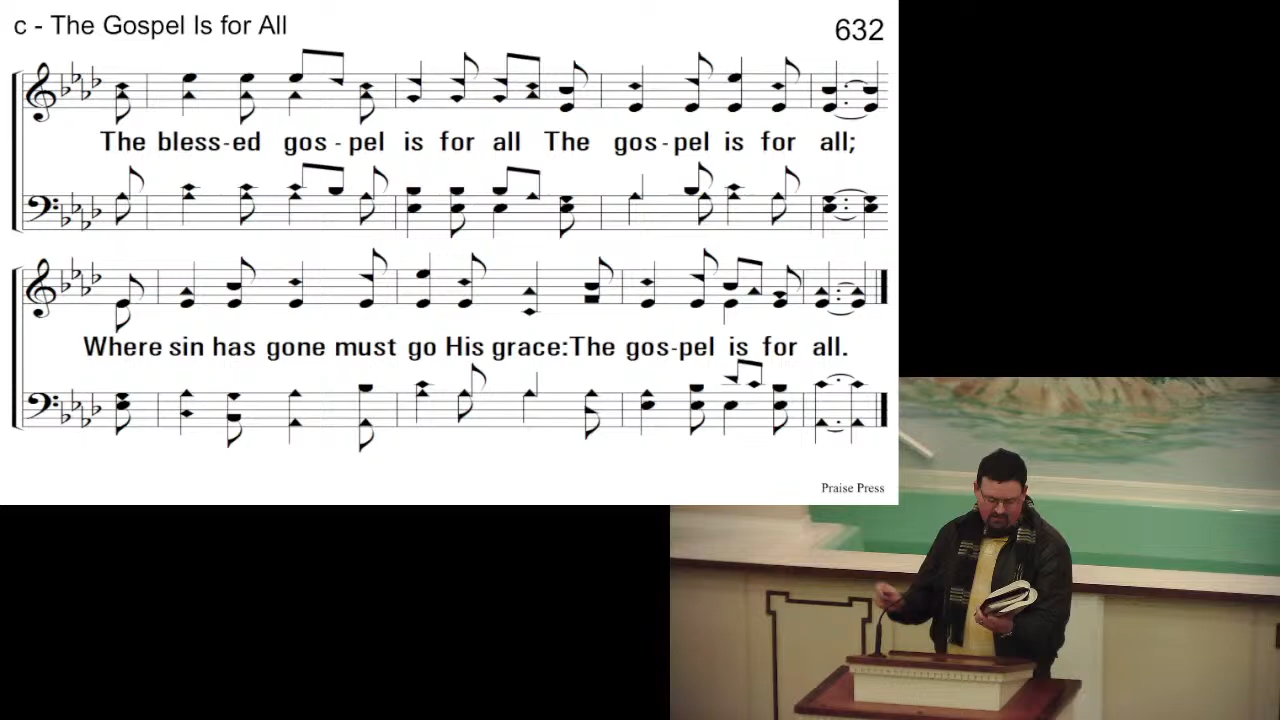 c - The Gospel Is for All
632
The bless-ed gos - pel is for all The gos-pel is for all;
Where sin has gone must go His grace:The gos-pel is for all.
Praise Press